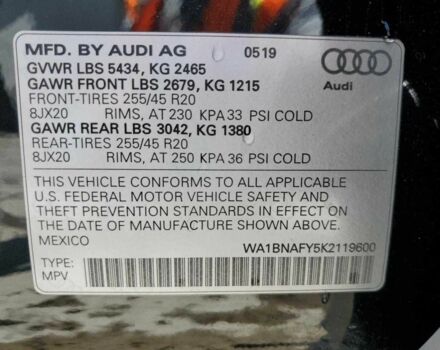 MFD. BY AUDI AG 0519
GVWR LBS 5434, KG 2465
GAWR FRONT LBS 2679, KG 1215
FRONT-TIRES 255/45 R20
8JX20 RIMS, AT 230 KPA 33 PSI COLD
GAWR REAR LBS 3042, KG 1380
REAR-TIRES 255/45 R20
8JX20 RIMS, AT 250 KPA 36 PSI COLD
Audi
THIS VEHICLE CONFORMS TO ALL APPLICABLE
U.S. FEDERAL MOTOR VEHICLE SAFETY AND
THEFT PREVENTION STANDARDS IN EFFECT ON
THE DATE OF MANUFACTURE SHOWN ABOVE.
MEXICO WA1BNAFY5K2119600
TYPE:
MPV